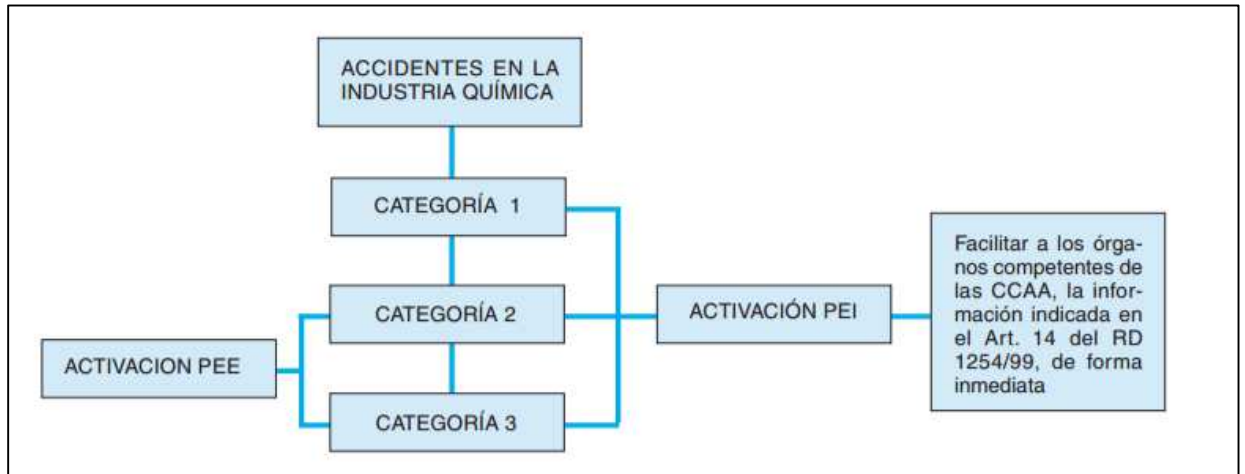 ACCIDENTES EN LA
INDUSTRIA QUÍMICA
CATEGORÍA 1
CATEGORÍA 2
CATEGORÍA 3
ACTIVACION PEE
ACTIVACIÓN PEI
Facilitar a los órga-
nos competentes de
las CCAA, la infor-
mación indicada en
el Art. 14 del RD
1254/99, de forma
inmediata